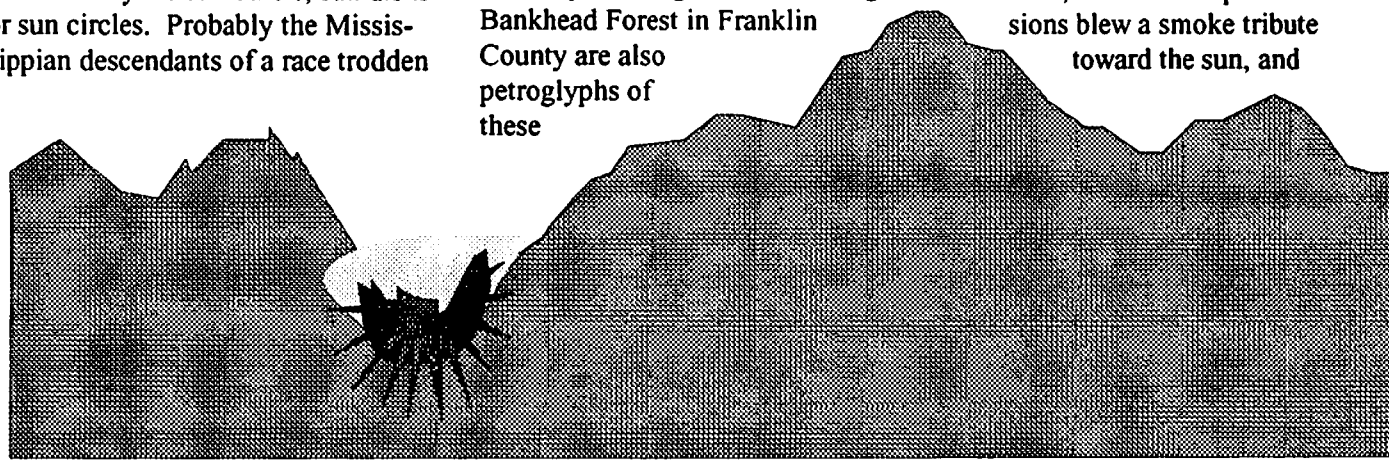 r sun circles. Probably the Missis-
ippian descendants of a race trodden
Bankhead Forest in Franklin
County are also
petroglyphs of
these
sions blew a smoke tribute
toward the sun, and